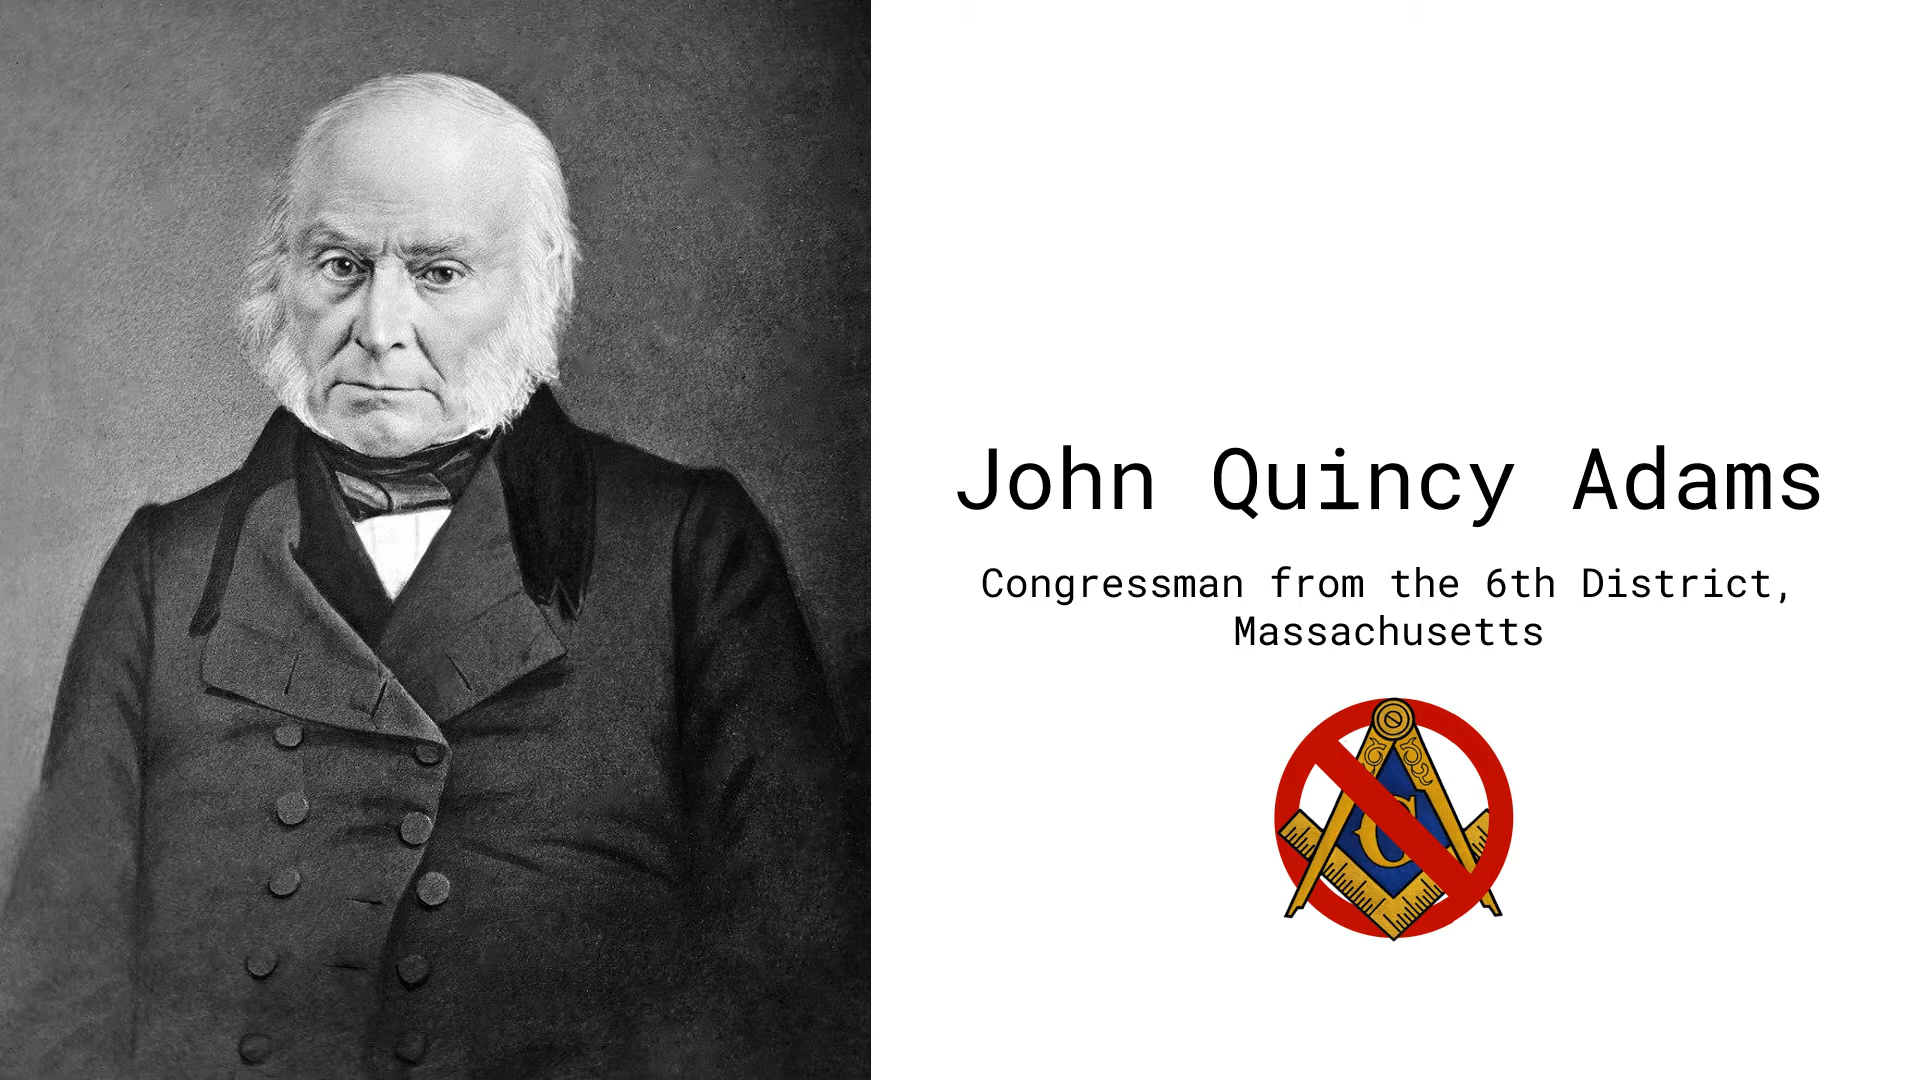 John Quincy Adams
Congressman from the 6th District,
Massachusetts
G